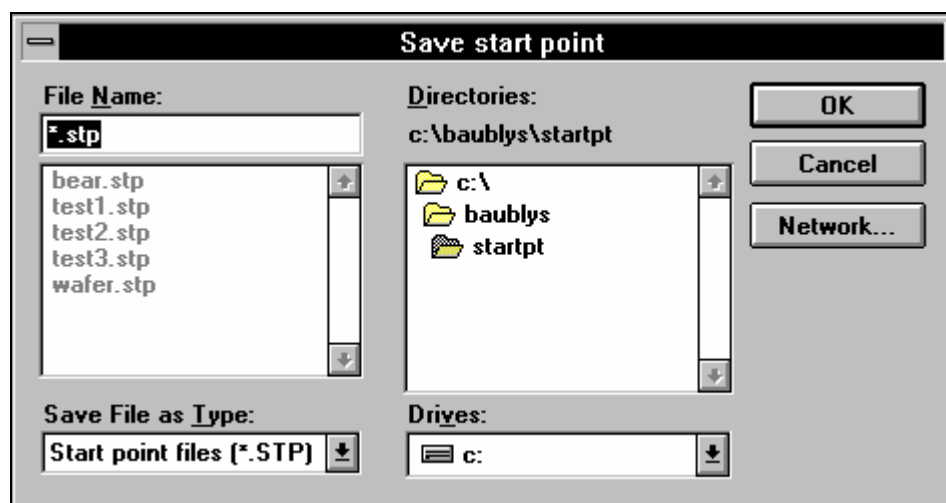 Save start point
File Name:
*.stp
bear.stp
test1.stp
test2.stp
test3.stp
wafer.stp
Save File as Type:
Start point files (*.STP)
Directories:
c:\baublys\startpt
c:\
baublys
startpt
Drives:
c:
OK
Cancel
Network...